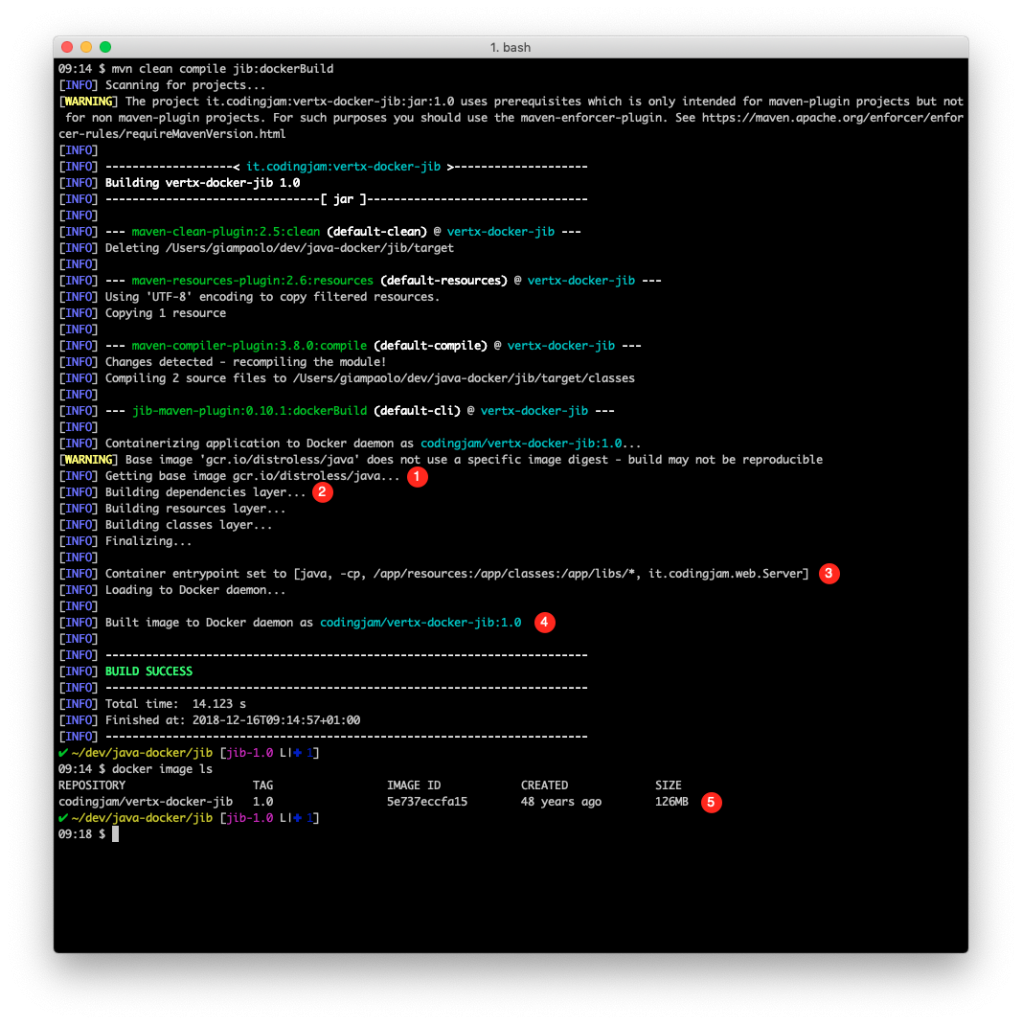 1. bash
09:14 $ mvn clean compile jib:dockerBuild
[INFO] Scanning for projects...
[WARNING] The project it.codingjam:vertx-docker-jib:jar:1.0 uses prerequisites which is only intended for maven-plugin projects but not
for non maven-plugin projects. For such purposes you should use the maven-enforcer-plugin. See https://maven.apache.org/enforcer/enfor
cer-rules/requireMavenVersion.html
[INFO]
[INFO] -------------------< it.codingjam:vertx-docker-jib >--------------------
[INFO] Building vertx-docker-jib 1.0
[INFO] --------------------------------[ jar ]---------------------------------
[INFO]
[INFO] --- maven-clean-plugin:2.5:clean (default-clean) @ vertx-docker-jib ---
[INFO] Deleting /Users/giampaolo/dev/java-docker/jib/target
[INFO]
[INFO] --- maven-resources-plugin:2.6:resources (default-resources) @ vertx-docker-jib ---
[INFO] Using 'UTF-8' encoding to copy filtered resources.
[INFO] Copying 1 resource
[INFO]
[INFO] --- maven-compiler-plugin:3.8.0:compile (default-compile) @ vertx-docker-jib ---
[INFO] Changes detected - recompiling the module!
[INFO] Compiling 2 source files to /Users/giampaolo/dev/java-docker/jib/target/classes
[INFO]
[INFO] --- jib-maven-plugin:0.10.1:dockerBuild (default-cli) @ vertx-docker-jib ---
[INFO]
[INFO] Containerizing application to Docker daemon as codingjam/vertx-docker-jib:1.0...
[WARNING] Base image 'gcr.io/distroless/java' does not use a specific image digest - build may not be reproducible
[INFO] Getting base image gcr.io/distroless/java... 1
[INFO] Building dependencies layer... 2
[INFO] Building resources layer...
[INFO] Building classes layer...
[INFO] Finalizing...
[INFO]
[INFO] Container entrypoint set to [java, -cp, /app/resources:/app/classes:/app/libs/*, it.codingjam.web.Server] 3
[INFO] Loading to Docker daemon...
[INFO]
[INFO] Built image to Docker daemon as codingjam/vertx-docker-jib:1.0 4
[INFO]
[INFO] ------------------------------------------------------------------------
[INFO] BUILD SUCCESS
[INFO] ------------------------------------------------------------------------
[INFO] Total time:  14.123 s
[INFO] Finished at: 2018-12-16T09:14:57+01:00
[INFO] ------------------------------------------------------------------------
✔ ~/dev/java-docker/jib [jib-1.0 L|✚ 1]
09:14 $ docker image ls
REPOSITORY TAG IMAGE ID CREATED SIZE
codingjam/vertx-docker-jib 1.0 5e737eccfa15 48 years ago 126MB 5
✔ ~/dev/java-docker/jib [jib-1.0 L|✚ 1]
09:18 $